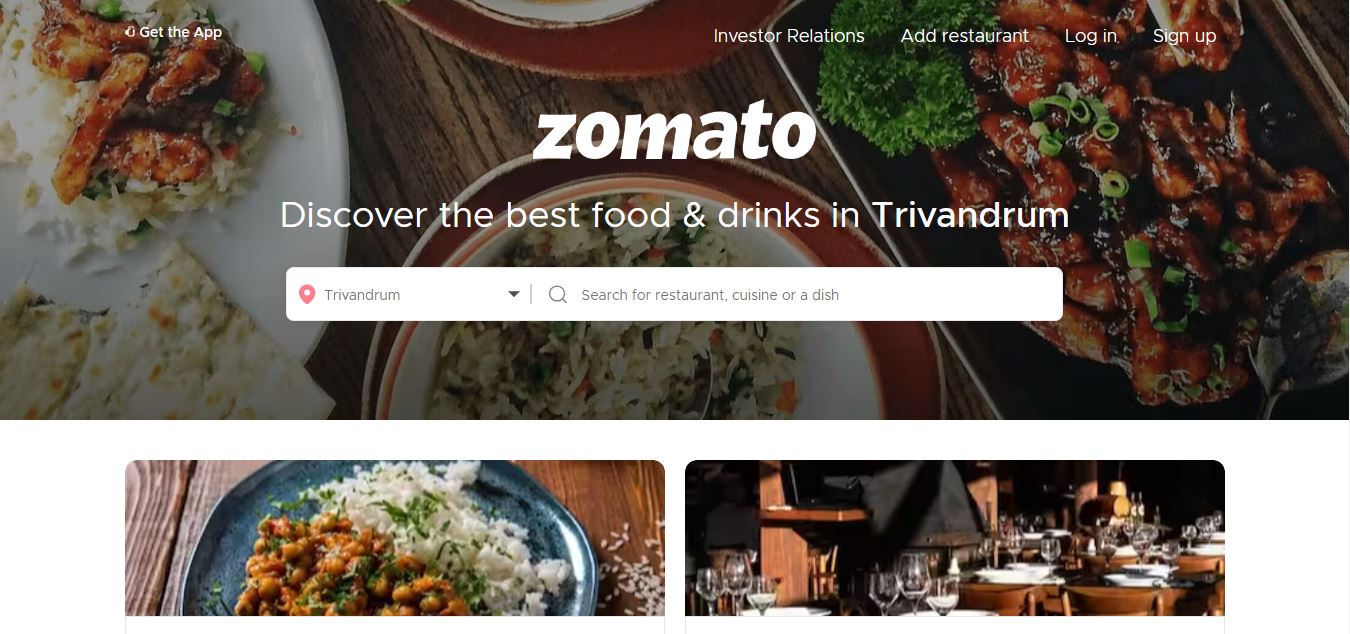 Get the App
Investor Relations Add restaurant Log in Sign up
zomato
Discover the best food & drinks in Trivandrum
Trivandrum Search for restaurant, cuisine or a dish